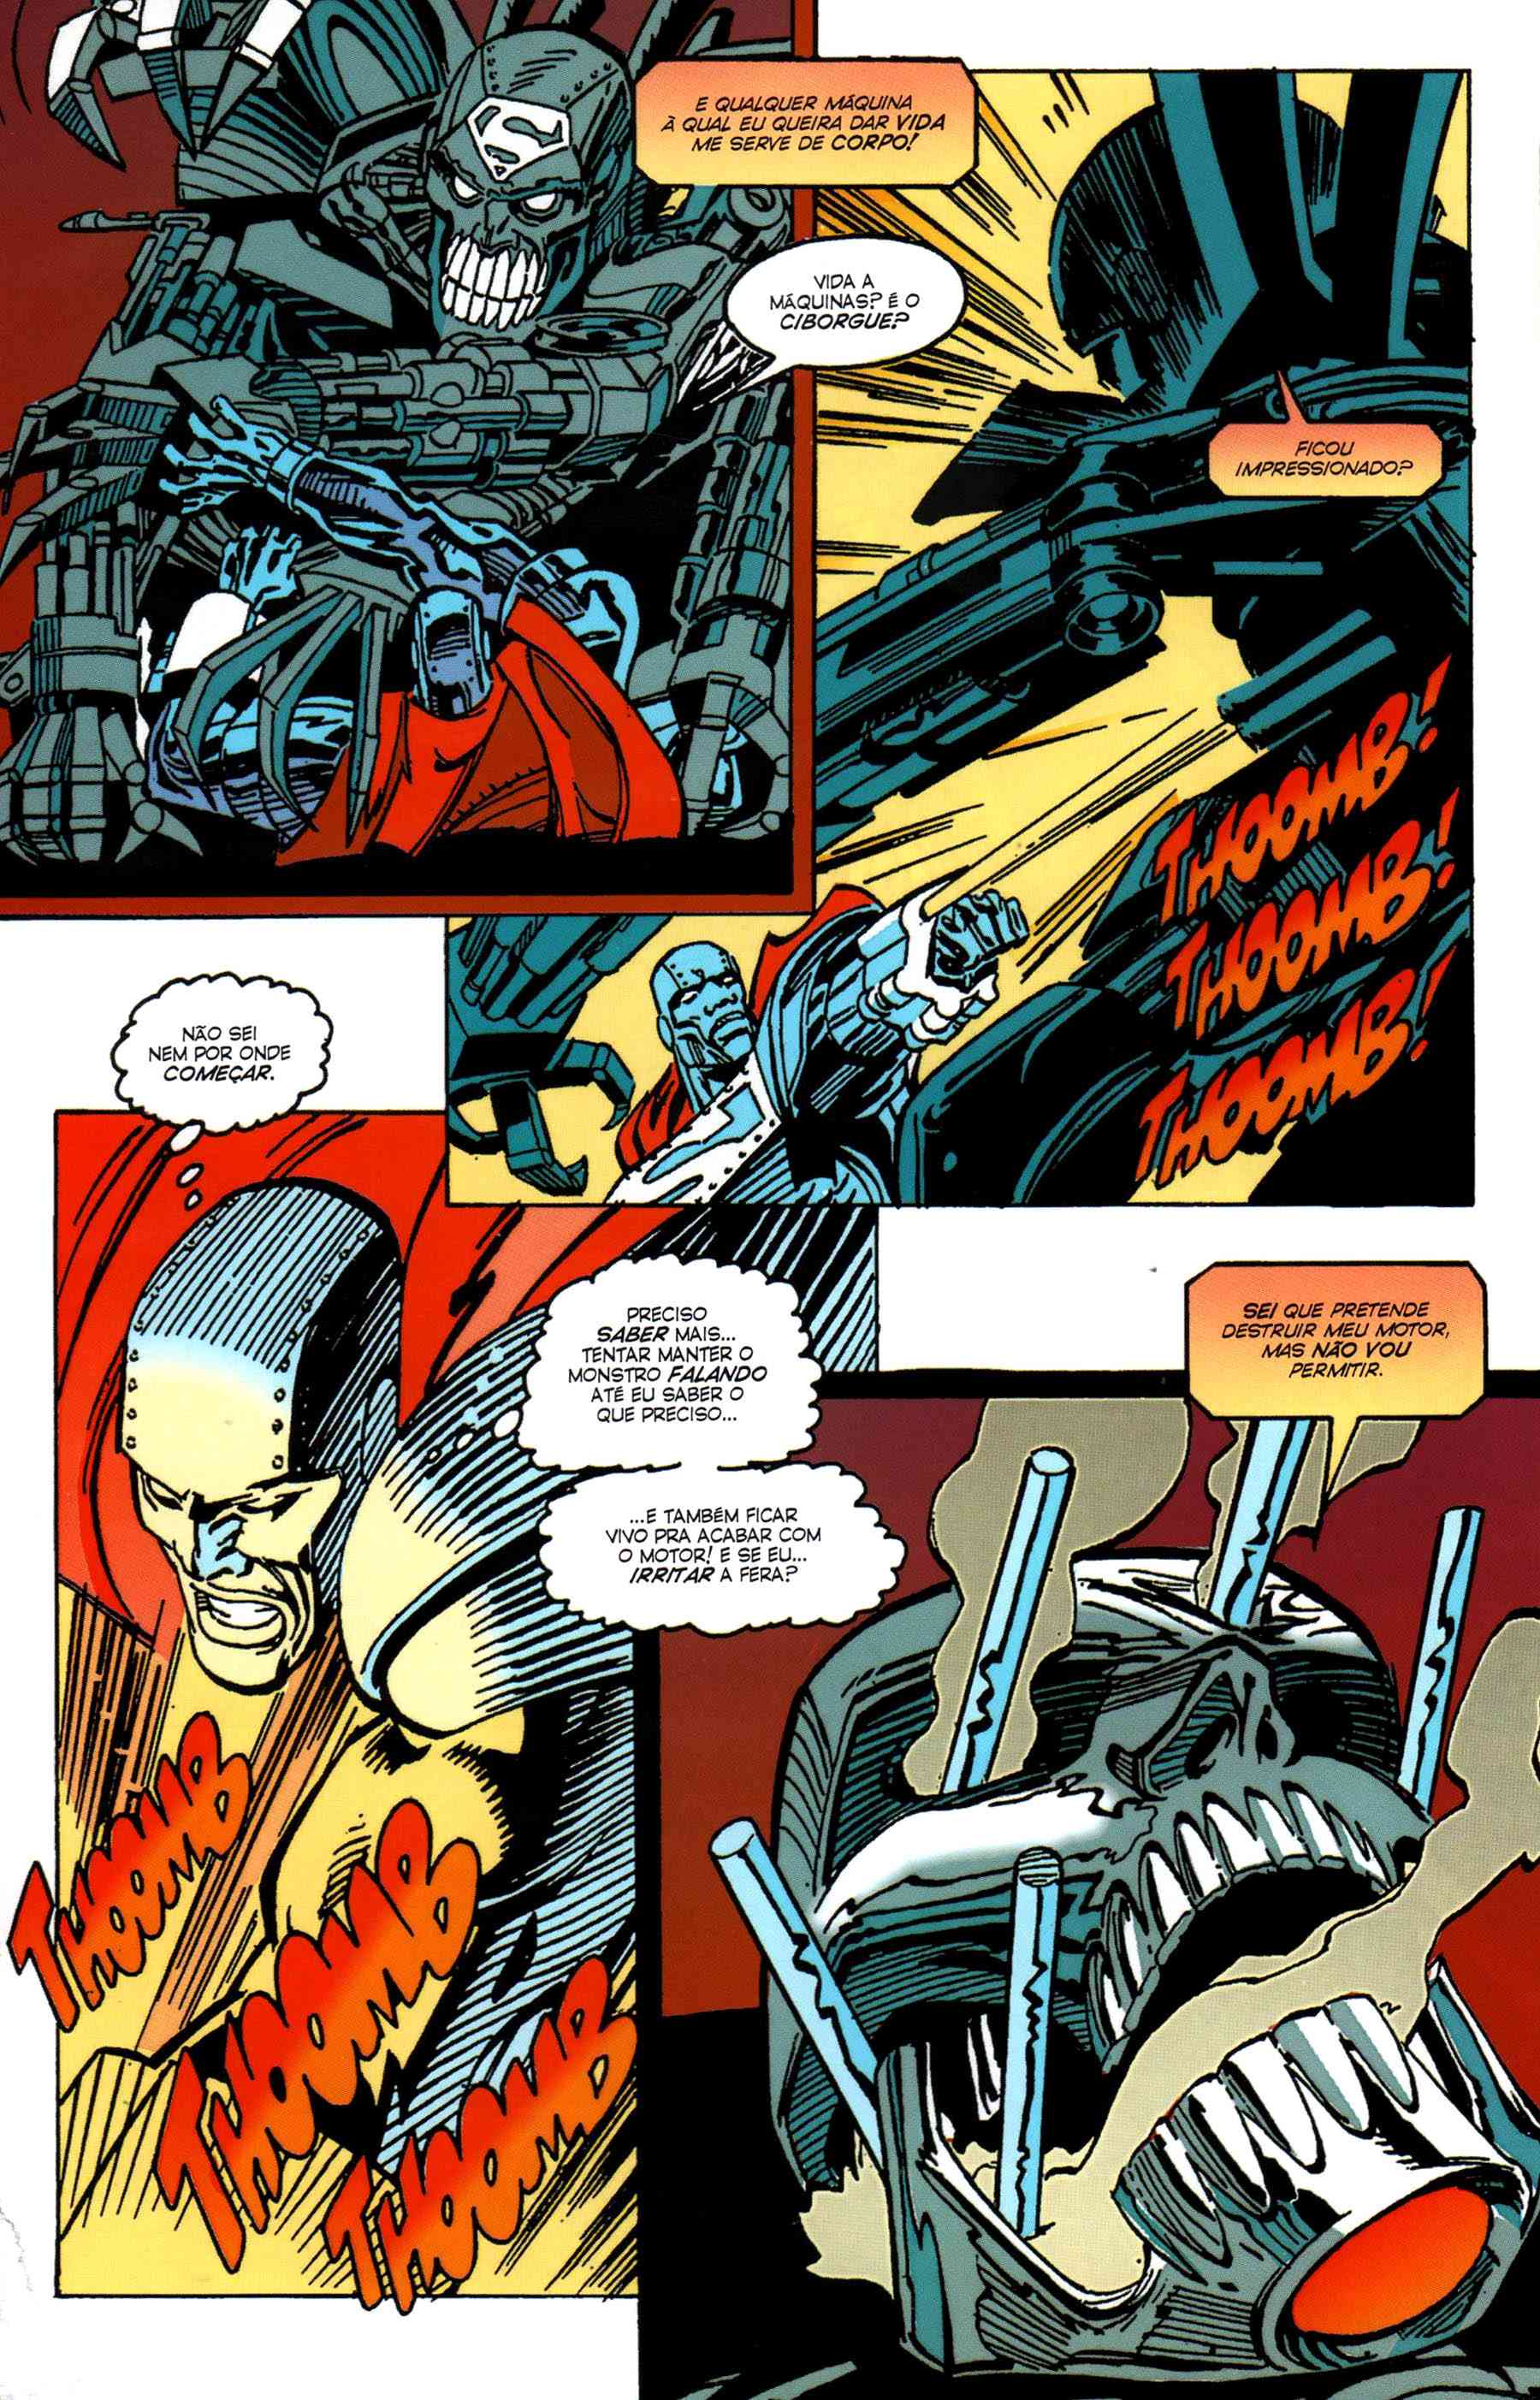 E QUALQUER MÁQUINA
À QUAL EU QUEIRA DAR VIDA
ME SERVE DE CORPO!
VIDA A
MÁQUINAS? É O
CIBORGUE?
FICOU
IMPRESSIONADO?
THOOMB!
THOOMB!
THOOMB!
NÃO SEI
NEM POR ONDE
COMEÇAR.
PRECISO
SABER MAIS...
TENTAR MANTER O
MONSTRO FALANDO
ATÉ EU SABER O
QUE PRECISO...
...E TAMBÉM FICAR
VIVO PRA ACABAR COM
O MOTOR! E SE EU...
IRRITAR A FERA?
THOOMB
THOOMB
THOOMB
SEI QUE PRETENDE
DESTRUIR MEU MOTOR,
MAS NÃO VOU
PERMITIR.